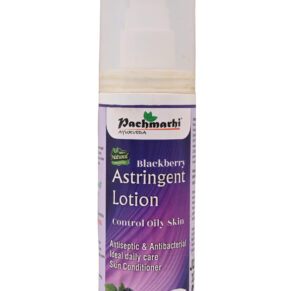 Pachmarhi
AYURVEDA
All
Natural
Blackberry
Astringent
Lotion
Control Oily Skin
Antiseptic & Antibacterial
Ideal daily care
Skin Conditioner